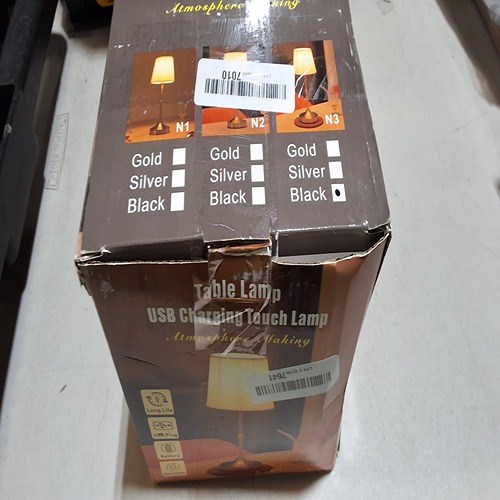 Atmosphere Making
7010
N1
N2
N3
Gold
Silver
Black
Gold
Silver
Black
Gold
Silver
Black
Table Lamp
USB Charging Touch Lamp
Atmosphere Making
7641
Long Life
USB Plug
Battery